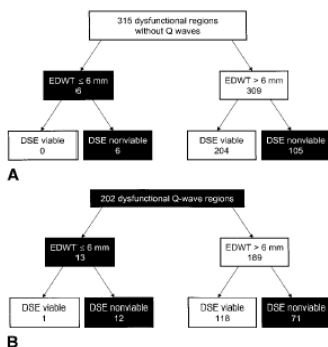 315 dysfunctional regions
without Q waves
EDWT ≤ 6 mm
6
EDWT > 6 mm
309
DSE viable
0
DSE nonviable
6
DSE viable
204
DSE nonviable
105
A
202 dysfunctional Q-wave regions
EDWT ≤ 6 mm
13
EDWT > 6 mm
189
DSE viable
1
DSE nonviable
12
DSE viable
118
DSE nonviable
71
B